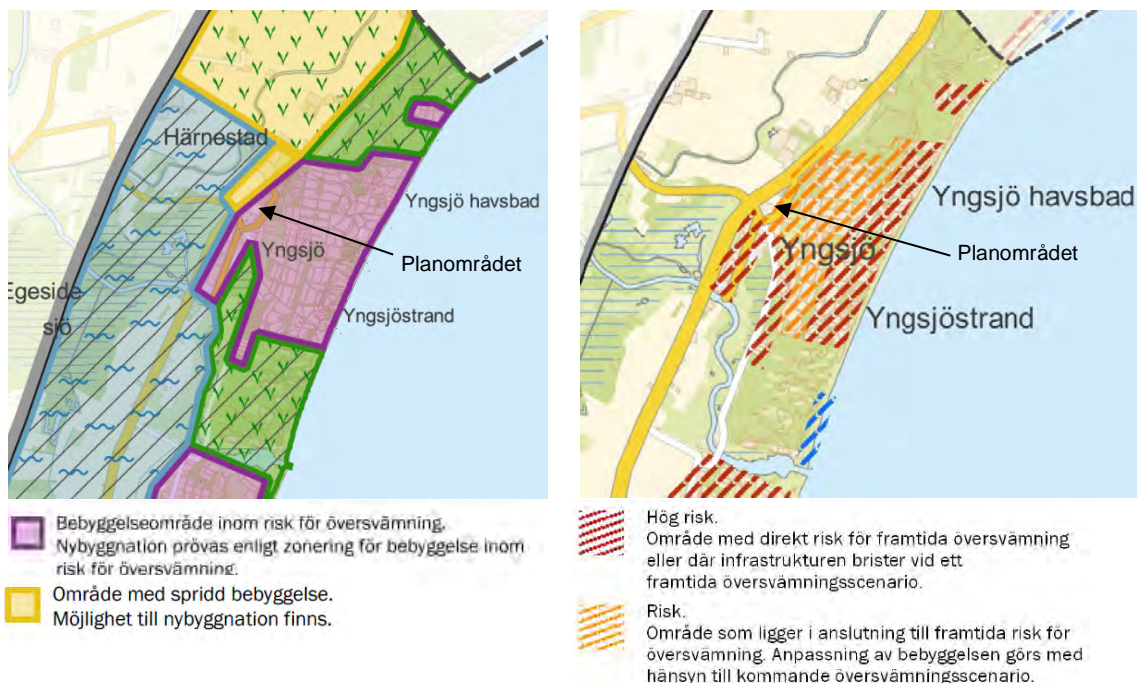 Härnestad
Yngsjö havsbad
Yngsjö
Planområdet
Egeside
sjö
Yngsjöstrand
Bebyggelseområde inom risk för översvämning.
Nybyggnation prövas enligt zonering för bebyggelse inom
risk för översvämning.
Område med spridd bebyggelse.
Möjlighet till nybyggnation finns.
Yngsjö havsbad
Planområdet
Yngsjö
Yngsjöstrand
Hög risk.
Område med direkt risk för framtida översvämning
eller där infrastrukturen brister vid ett
framtida översvämningsscenario.
Risk.
Område som ligger i anslutning till framtida risk för
översvämning. Anpassning av bebyggelsen görs med
hänsyn till kommande översvämningsscenario.